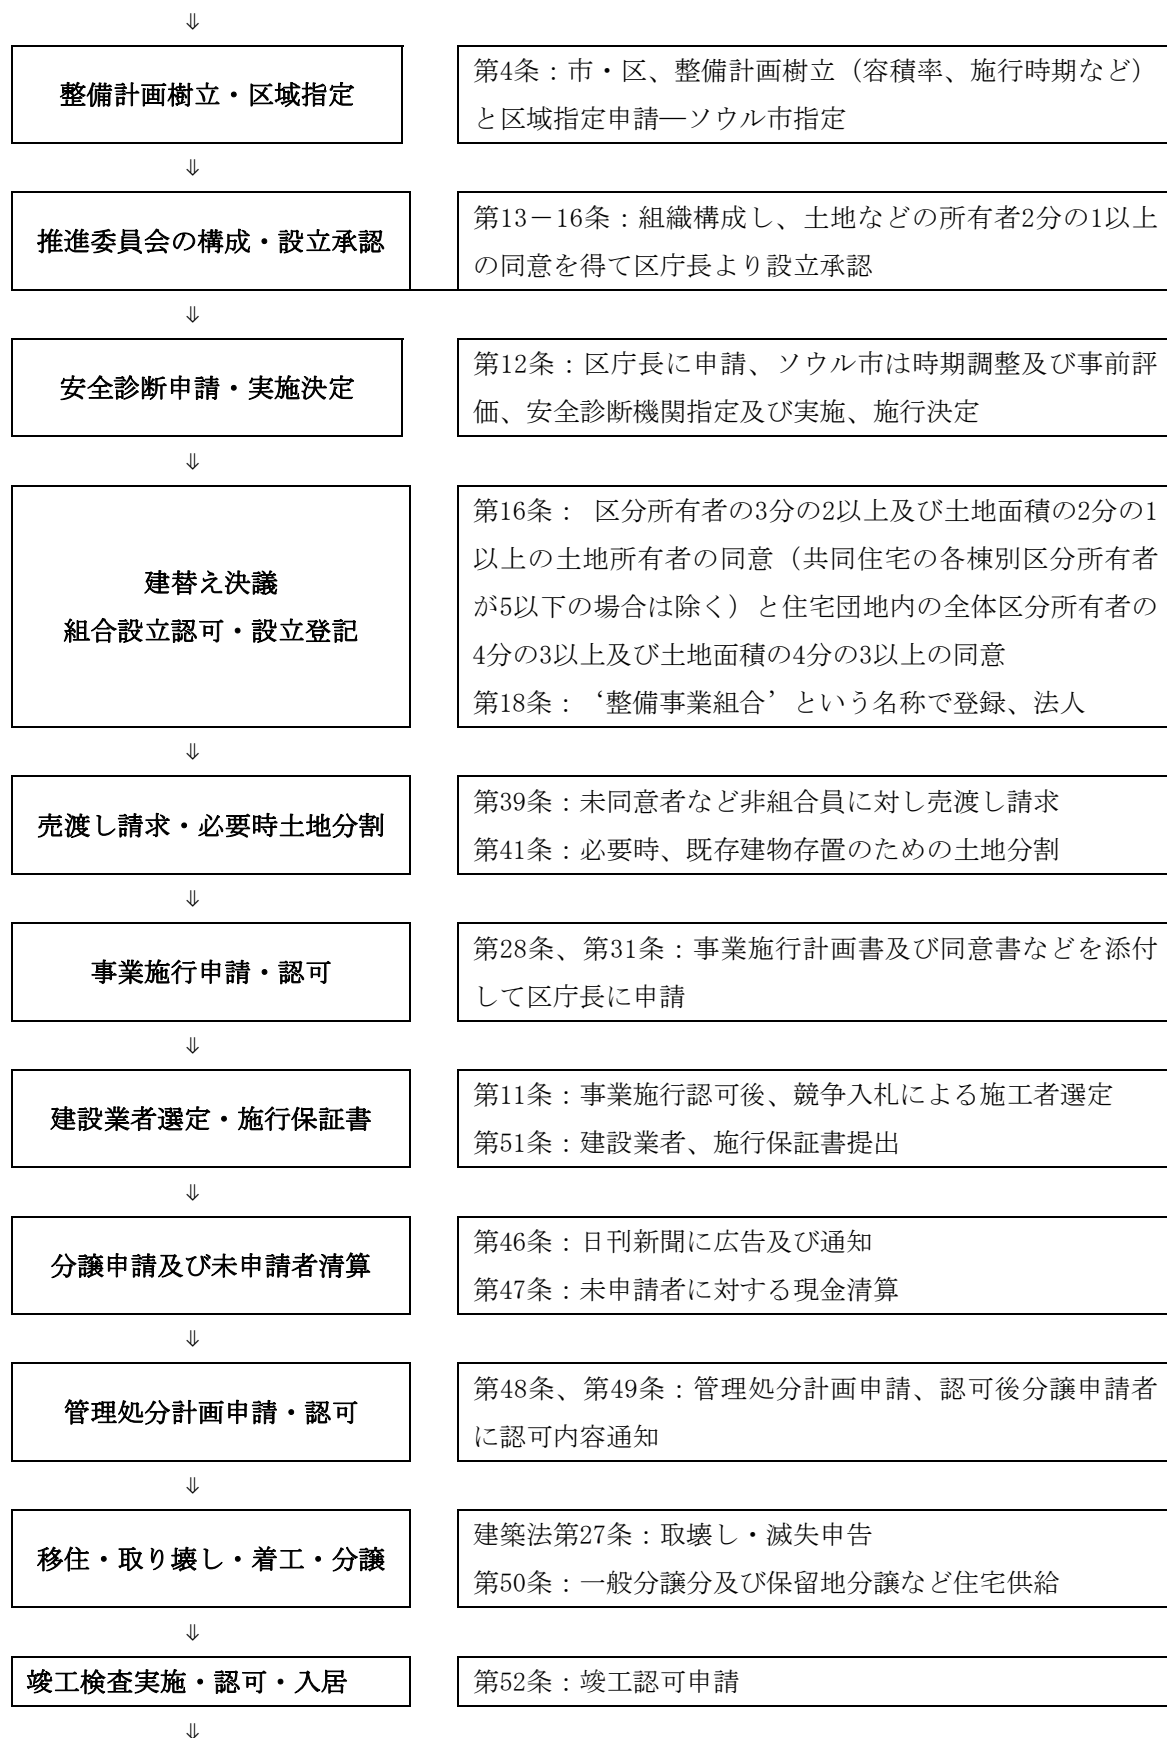 ⇓
整備計画樹立・区域指定
第4条：市・区、整備計画樹立（容積率、施行時期など）
と区域指定申請―ソウル市指定
⇓
推進委員会の構成・設立承認
第13－16条：組織構成し、土地などの所有者2分の1以上
の同意を得て区庁長より設立承認
⇓
安全診断申請・実施決定
第12条：区庁長に申請、ソウル市は時期調整及び事前評
価、安全診断機関指定及び実施、施行決定
⇓
建替え決議
組合設立認可・設立登記
第16条： 区分所有者の3分の2以上及び土地面積の2分の1
以上の土地所有者の同意（共同住宅の各棟別区分所有者
が5以下の場合は除く）と住宅団地内の全体区分所有者の
4分の3以上及び土地面積の4分の3以上の同意
第18条：‘整備事業組合’という名称で登録、法人
⇓
売渡し請求・必要時土地分割
第39条：未同意者など非組合員に対し売渡し請求
第41条：必要時、既存建物存置のための土地分割
⇓
事業施行申請・認可
第28条、第31条：事業施行計画書及び同意書などを添付
して区庁長に申請
⇓
建設業者選定・施行保証書
第11条：事業施行認可後、競争入札による施工者選定
第51条：建設業者、施行保証書提出
⇓
分譲申請及び未申請者清算
第46条：日刊新聞に広告及び通知
第47条：未申請者に対する現金清算
⇓
管理処分計画申請・認可
第48条、第49条：管理処分計画申請、認可後分譲申請者
に認可内容通知
⇓
移住・取り壊し・着工・分譲
建築法第27条：取壊し・滅失申告
第50条：一般分譲分及び保留地分譲など住宅供給
⇓
竣工検査実施・認可・入居
第52条：竣工認可申請
⇓